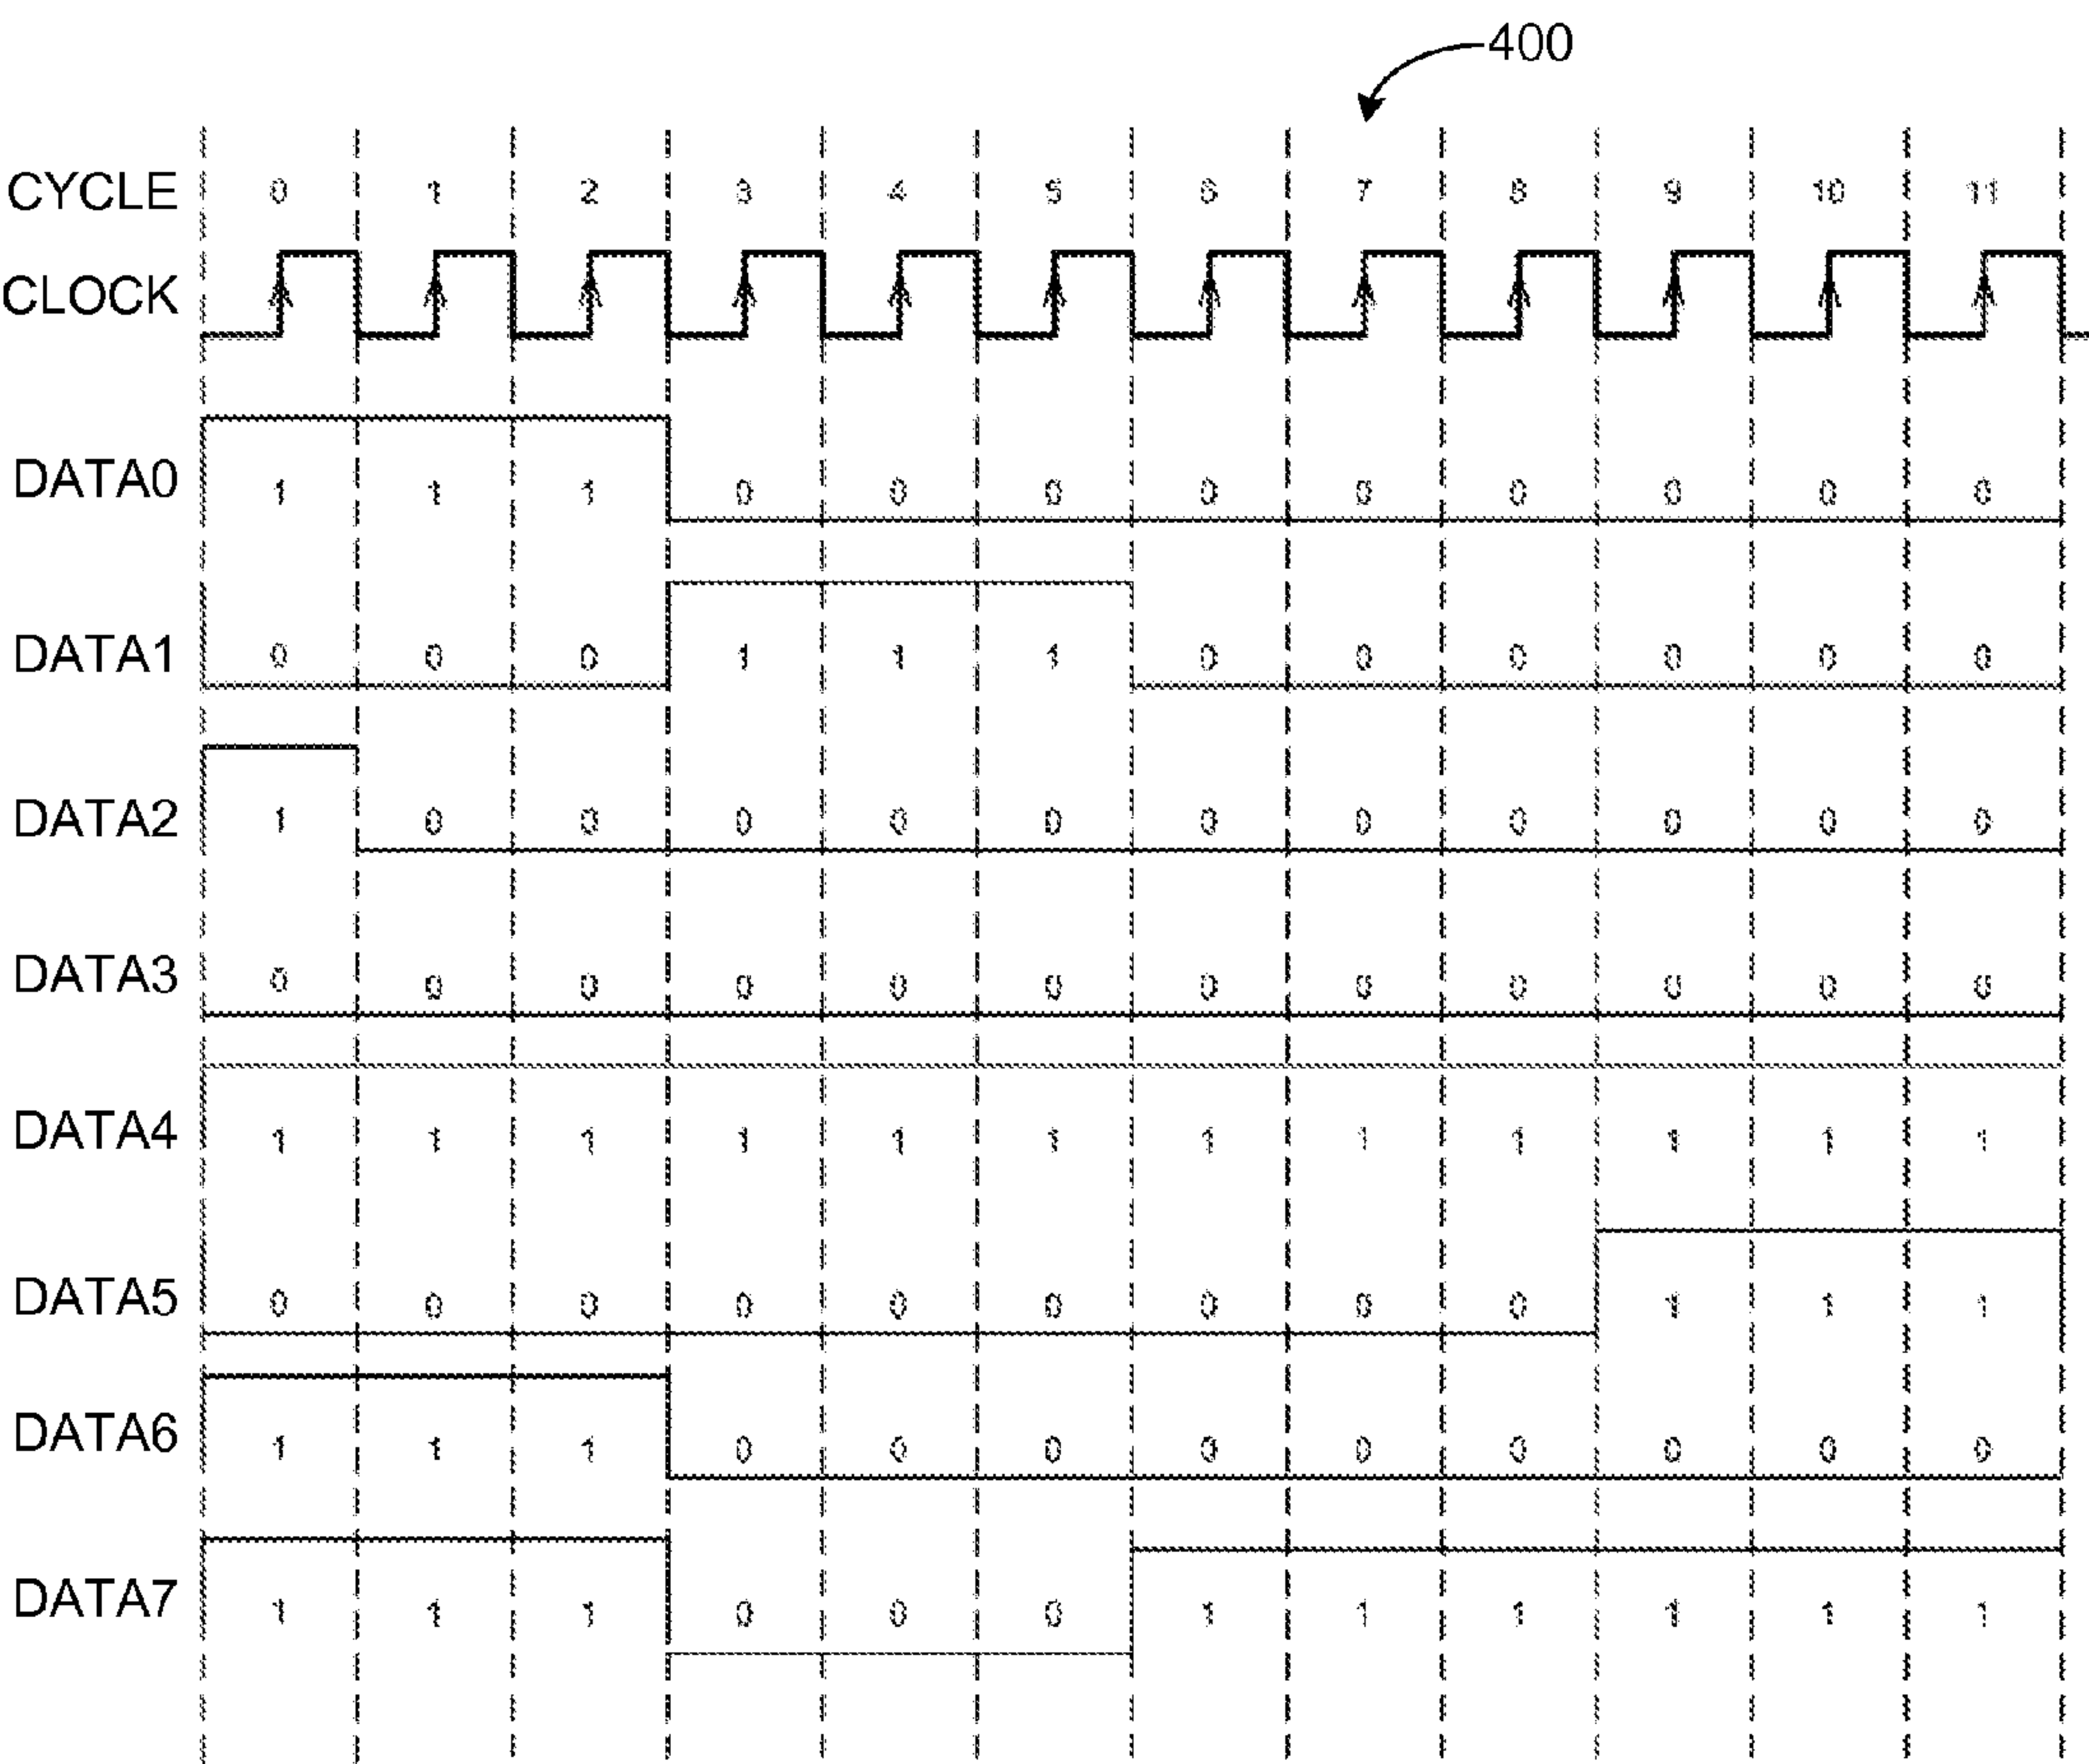 400
CYCLE 0 1 2 3 4 5 6 7 8 9 10 11
CLOCK
DATA0 1 1 1 0 0 0 0 0 0 0 0 0
DATA1 0 0 0 1 1 1 0 0 0 0 0 0
DATA2 1 0 0 0 0 0 0 0 0 0 0 0
DATA3 0 0 0 0 0 0 0 0 0 0 0 0
DATA4 1 1 1 1 1 1 1 1 1 1 1 1
DATA5 0 0 0 0 0 0 0 0 0 1 1 1
DATA6 1 1 1 0 0 0 0 0 0 0 0 0
DATA7 1 1 1 0 0 0 1 1 1 1 1 1